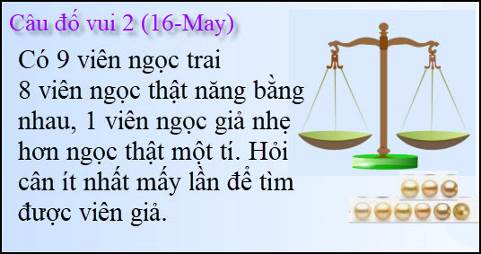 Câu đố vui 2 (16-May)
Có 9 viên ngọc trai
8 viên ngọc thật năng bằng
nhau, 1 viên ngọc giả nhẹ
hơn ngọc thật một tí. Hỏi
cân ít nhất mấy lần để tìm
được viên giả.